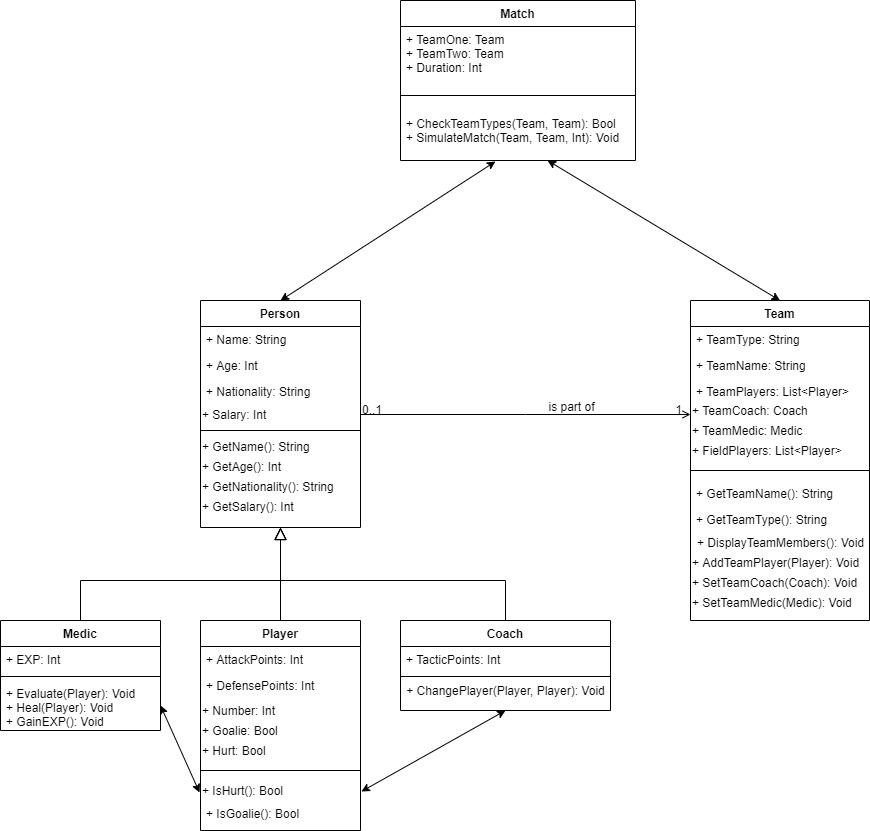 Match
+ TeamOne: Team
+ TeamTwo: Team
+ Duration: Int
+ CheckTeamTypes(Team, Team): Bool
+ SimulateMatch(Team, Team, Int): Void
Person
+ Name: String
+ Age: Int
+ Nationality: String
+ Salary: Int
+ GetName(): String
+ GetAge(): Int
+ GetNationality(): String
+ GetSalary(): Int
0..1
is part of
1
Team
+ TeamType: String
+ TeamName: String
+ TeamPlayers: List<Player>
+ TeamCoach: Coach
+ TeamMedic: Medic
+ FieldPlayers: List<Player>
+ GetTeamName(): String
+ GetTeamType(): String
+ DisplayTeamMembers(): Void
+ AddTeamPlayer(Player): Void
+ SetTeamCoach(Coach): Void
+ SetTeamMedic(Medic): Void
Medic
+ EXP: Int
+ Evaluate(Player): Void
+ Heal(Player): Void
+ GainEXP(): Void
Player
+ AttackPoints: Int
+ DefensePoints: Int
+ Number: Int
+ Goalie: Bool
+ Hurt: Bool
+ IsHurt(): Bool
+ IsGoalie(): Bool
Coach
+ TacticPoints: Int
+ ChangePlayer(Player, Player): Void